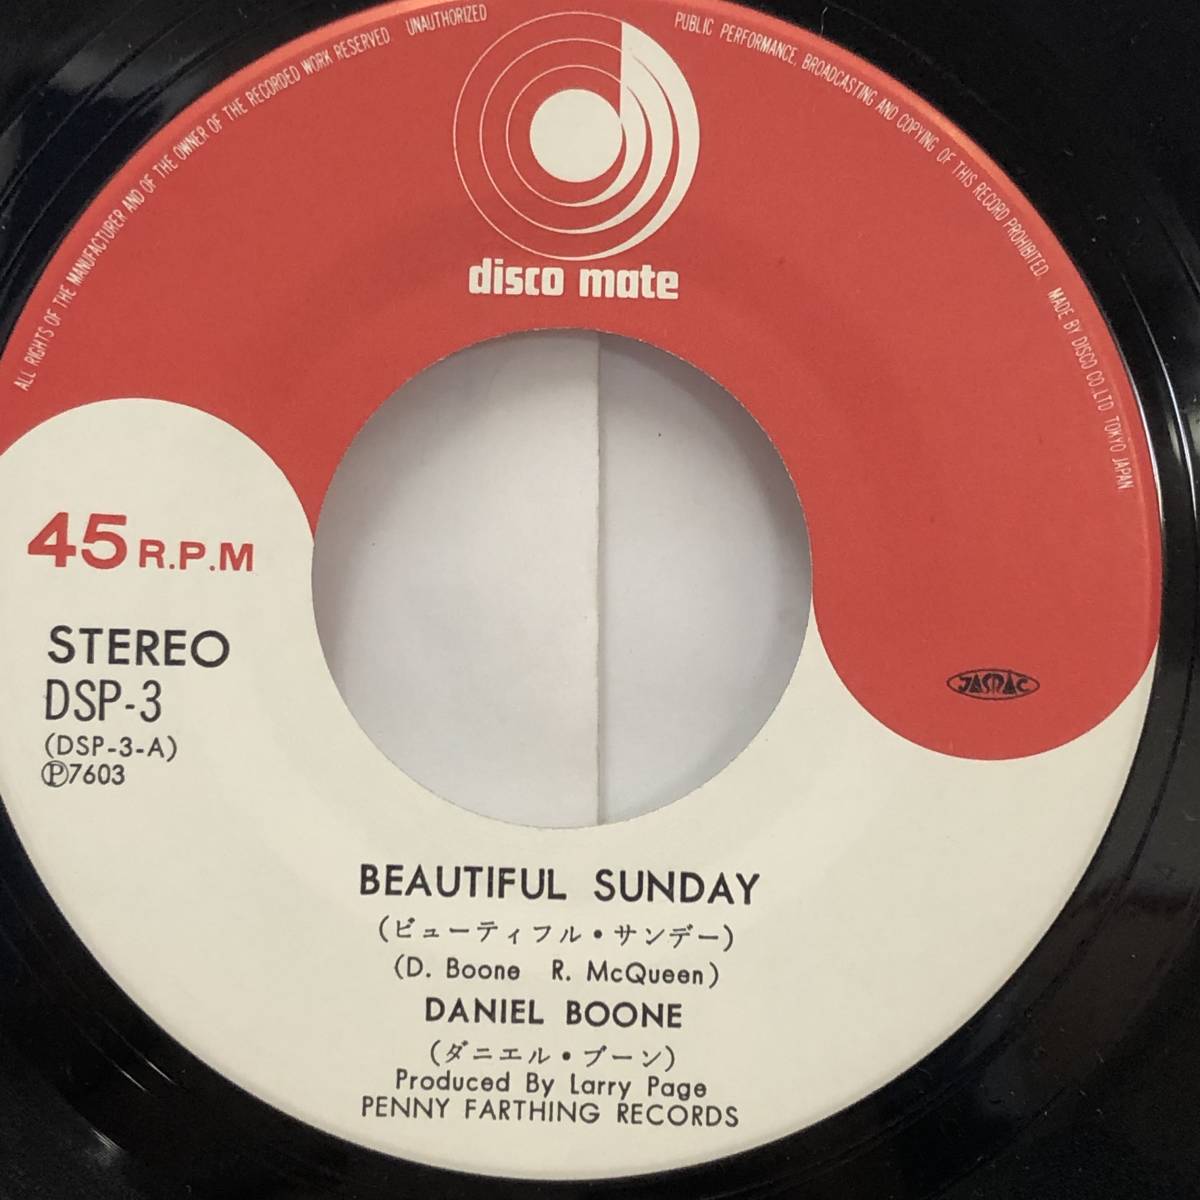 ALL RIGHTS OF THE MANUFACTURER AND OF THE OWNER OF THE RECORDED WORK RESERVED UNAUTHORIZED
PUBLIC PERFORMANCE, BROADCASTING AND COPYING OF THIS RECORD PROHIBITED. MADE BY DISCO CO. LTD TOKYO JAPAN.
disco mate
45 R.P.M
STEREO
DSP-3
(DSP-3-A)
Ⓟ7603
JASRAC
BEAUTIFUL SUNDAY
(ビューティフル・サンデー)
(D. Boone R. McQueen)
DANIEL BOONE
(ダニエル・ブーン)
Produced By Larry Page
PENNY FARTHING RECORDS